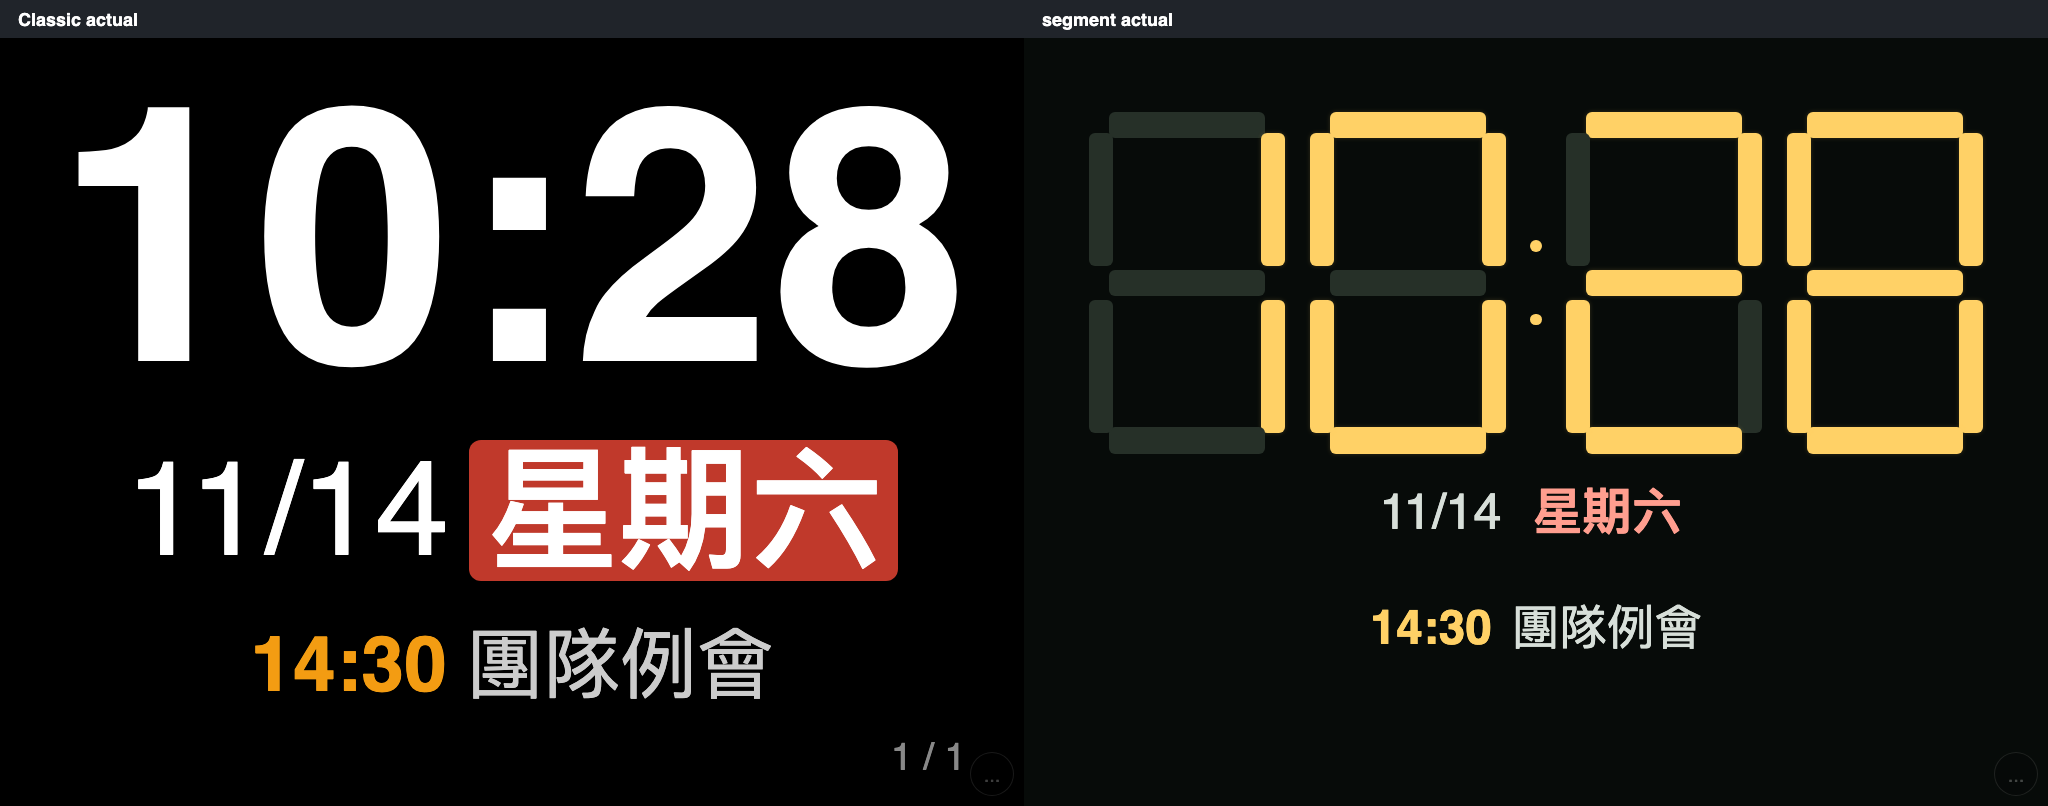 Classic actual
10:28
11/14 星期六
14:30 團隊例會
1 / 1
...
segment actual
10:28
11/14 星期六
14:30 團隊例會
...